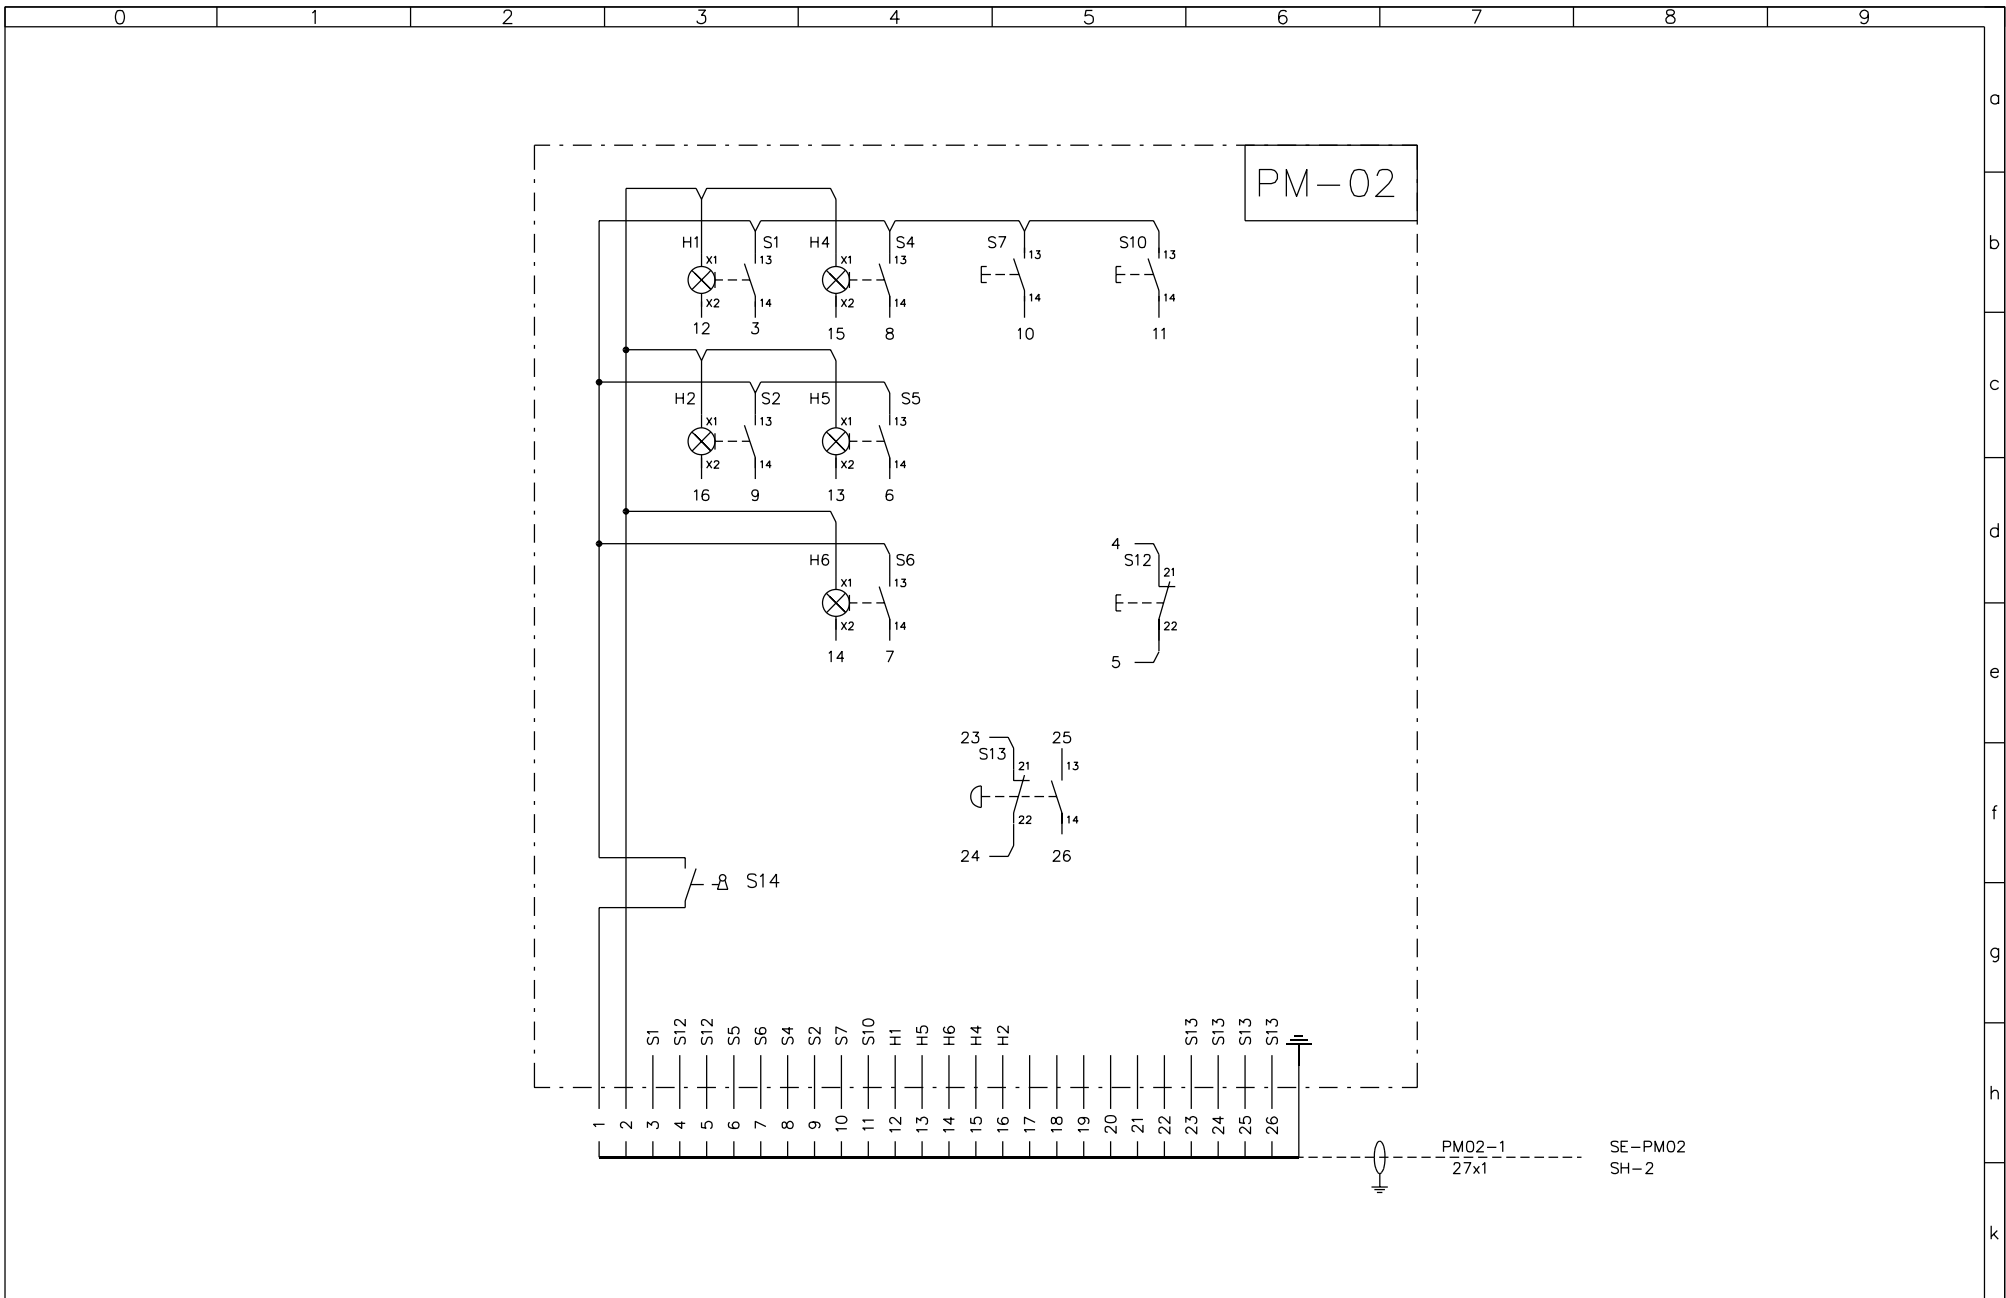 0 1 2 3 4 5 6 7 8 9
a
PM-02
b
H1 S1 H4 S4 S7 S10
X1 13 X1 13 13 13
X2 14 X2 14 14 14
12 3 15 8 10 11
c
H2 S2 H5 S5
X1 13 X1 13
X2 14 X2 14
16 9 13 6
d
4
H6 S6 S12
X1 13 21
X2 14 22
14 7 5
e
23 25
S13
21 13
f
22 14
24 26
S14
g
S1 S12 S12 S5 S6 S4 S2 S7 S10 H1 H5 H6 H4 H2 S13 S13 S13 S13
h
1 2 3 4 5 6 7 8 9 10 11 12 13 14 15 16 17 18 19 20 21 22 23 24 25 26
PM02-1 SE-PM02
27x1 SH-2
k